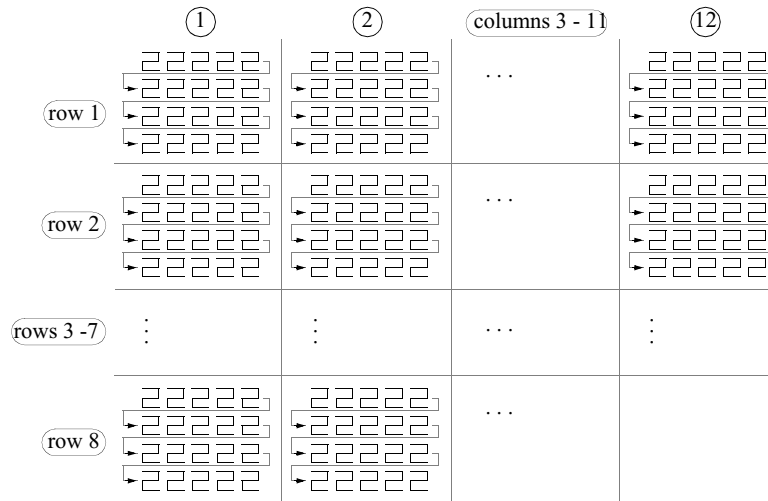 1 2 columns 3 - 11 12
. . .
row 1
. . .
row 2
rows 3 -7 . . .
. . .
row 8